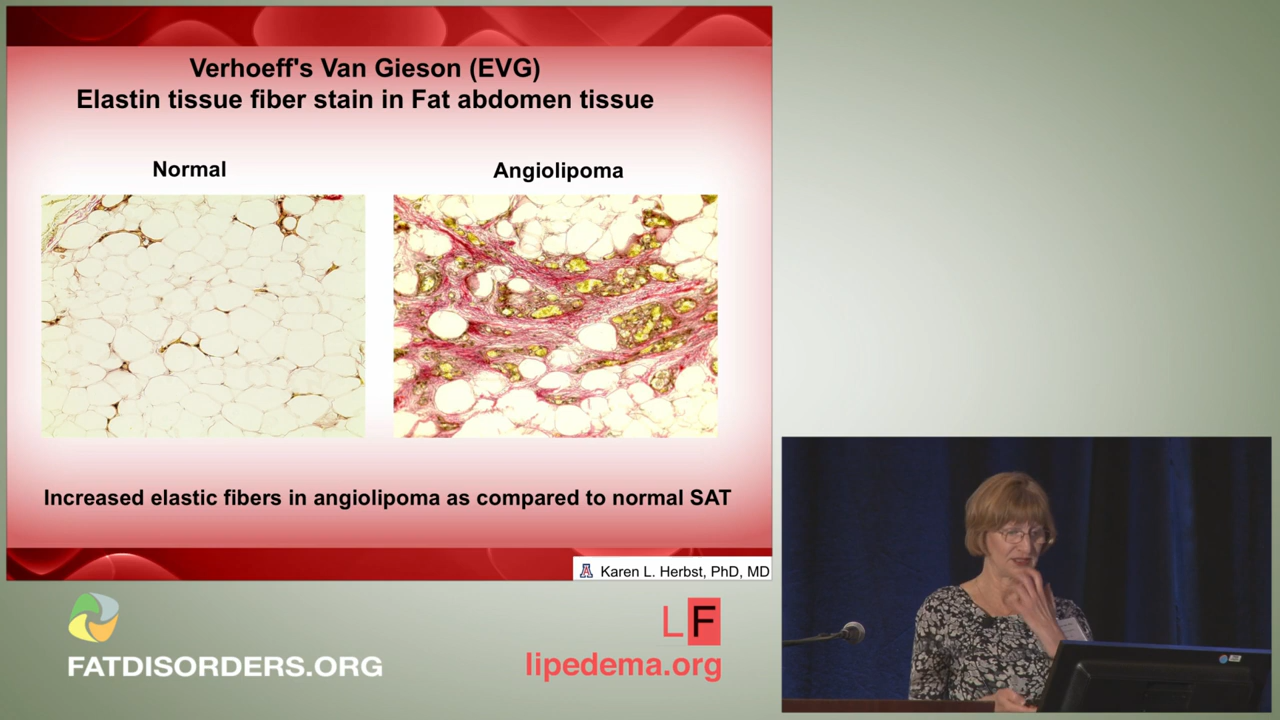 Verhoeff's Van Gieson (EVG)
Elastin tissue fiber stain in Fat abdomen tissue
Normal
Angiolipoma
Increased elastic fibers in angiolipoma as compared to normal SAT
A Karen L. Herbst, PhD, MD
FATDISORDERS.ORG
LF
lipedema.org